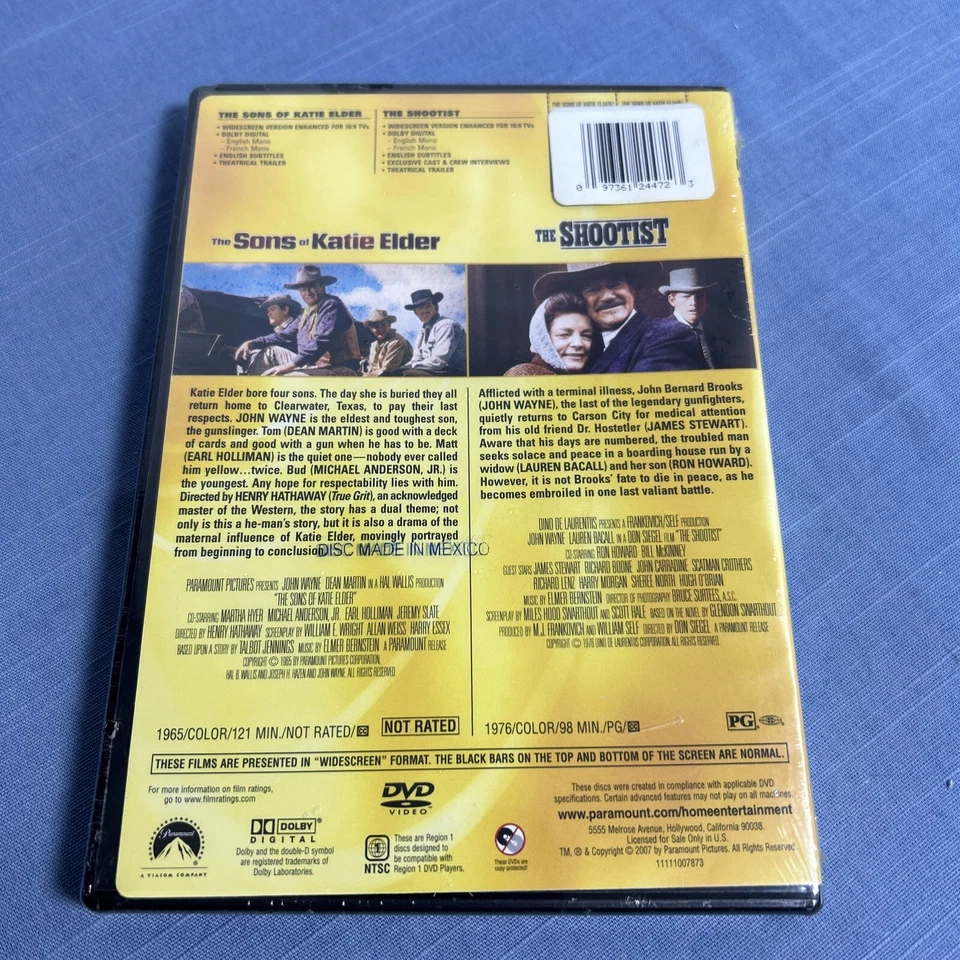 THE SONS OF KATIE ELDER
• WIDESCREEN VERSION ENHANCED FOR 16:9 TVs
• DOLBY DIGITAL
– English Mono
– French Mono
• ENGLISH SUBTITLES
• THEATRICAL TRAILER
THE SHOOTIST
• WIDESCREEN VERSION ENHANCED FOR 16:9 TVs
• DOLBY DIGITAL
– English Mono
– French Mono
• ENGLISH SUBTITLES
• EXCLUSIVE CAST & CREW INTERVIEWS
• THEATRICAL TRAILER
THE SONS OF KATIE ELDER/ THE SONS OF KATIE ELDER/
0 97361 24472 3
The Sons of Katie Elder
THE SHOOTIST
Katie Elder bore four sons. The day she is buried they all
return home to Clearwater, Texas, to pay their last
respects. JOHN WAYNE is the eldest and toughest son,
the gunslinger. Tom (DEAN MARTIN) is good with a deck
of cards and good with a gun when he has to be. Matt
(EARL HOLLIMAN) is the quiet one—nobody ever called
him yellow...twice. Bud (MICHAEL ANDERSON, JR.) is
the youngest. Any hope for respectability lies with him.
Directed by HENRY HATHAWAY (True Grit), an acknowledged
master of the Western, the story has a dual theme; not
only is this a he-man's story, but it is also a drama of the
maternal influence of Katie Elder, movingly portrayed
from beginning to conclusion.
DISC MADE IN MEXICO
PARAMOUNT PICTURES PRESENTS JOHN WAYNE DEAN MARTIN IN A HAL WALLIS PRODUCTION
"THE SONS OF KATIE ELDER"
CO-STARRING MARTHA HYER MICHAEL ANDERSON, JR. EARL HOLLIMAN JEREMY SLATE
DIRECTED BY HENRY HATHAWAY SCREENPLAY BY WILLIAM E. WRIGHT ALLAN WEISS HARRY ESSEX
BASED UPON A STORY BY TALBOT JENNINGS MUSIC BY ELMER BERNSTEIN A PARAMOUNT RELEASE
COPYRIGHT © 1965 BY PARAMOUNT PICTURES CORPORATION,
HAL B. WALLIS AND JOSEPH H. HAZEN AND JOHN WAYNE. ALL RIGHTS RESERVED.
1965/COLOR/121 MIN./NOT RATED/CC
NOT RATED
Afflicted with a terminal illness, John Bernard Brooks
(JOHN WAYNE), the last of the legendary gunfighters,
quietly returns to Carson City for medical attention
from his old friend Dr. Hostetler (JAMES STEWART).
Aware that his days are numbered, the troubled man
seeks solace and peace in a boarding house run by a
widow (LAUREN BACALL) and her son (RON HOWARD).
However, it is not Brooks' fate to die in peace, as he
becomes embroiled in one last valiant battle.
DINO DE LAURENTIIS PRESENTS A FRANKOVICH/SELF PRODUCTION
JOHN WAYNE LAUREN BACALL IN A DON SIEGEL FILM "THE SHOOTIST"
CO-STARRING RON HOWARD BILL McKINNEY
GUEST STARS JAMES STEWART RICHARD BOONE JOHN CARRADINE SCATMAN CROTHERS
RICHARD LENZ HARRY MORGAN SHEREE NORTH HUGH O'BRIAN
MUSIC BY ELMER BERNSTEIN DIRECTOR OF PHOTOGRAPHY BRUCE SURTEES, A.S.C.
SCREENPLAY BY MILES HOOD SWARTHOUT AND SCOTT HALE BASED ON THE NOVEL BY GLENDON SWARTHOUT
PRODUCED BY M.J. FRANKOVICH AND WILLIAM SELF DIRECTED BY DON SIEGEL A PARAMOUNT RELEASE
COPYRIGHT © 1976 DINO DE LAURENTIIS CORPORATION. ALL RIGHTS RESERVED.
1976/COLOR/98 MIN./PG/CC
PG
THESE FILMS ARE PRESENTED IN "WIDESCREEN" FORMAT. THE BLACK BARS ON THE TOP AND BOTTOM OF THE SCREEN ARE NORMAL.
For more information on film ratings,
go to www.filmratings.com
Paramount
A VIACOM COMPANY
DOLBY
DIGITAL
Dolby and the double-D symbol
are registered trademarks of
Dolby Laboratories.
DVD
VIDEO
1
NTSC
These are Region 1
discs designed to
be compatible with
Region 1 DVD Players.
These DVDs are
copy-protected!
These discs were created in compliance with applicable DVD
specifications. Certain advanced features may not play on all machines.
www.paramount.com/homeentertainment
5555 Melrose Avenue, Hollywood, California 90038.
Licensed for Sale Only in U.S.
TM, ® & Copyright © 2007 by Paramount Pictures. All Rights Reserved.
11111007873